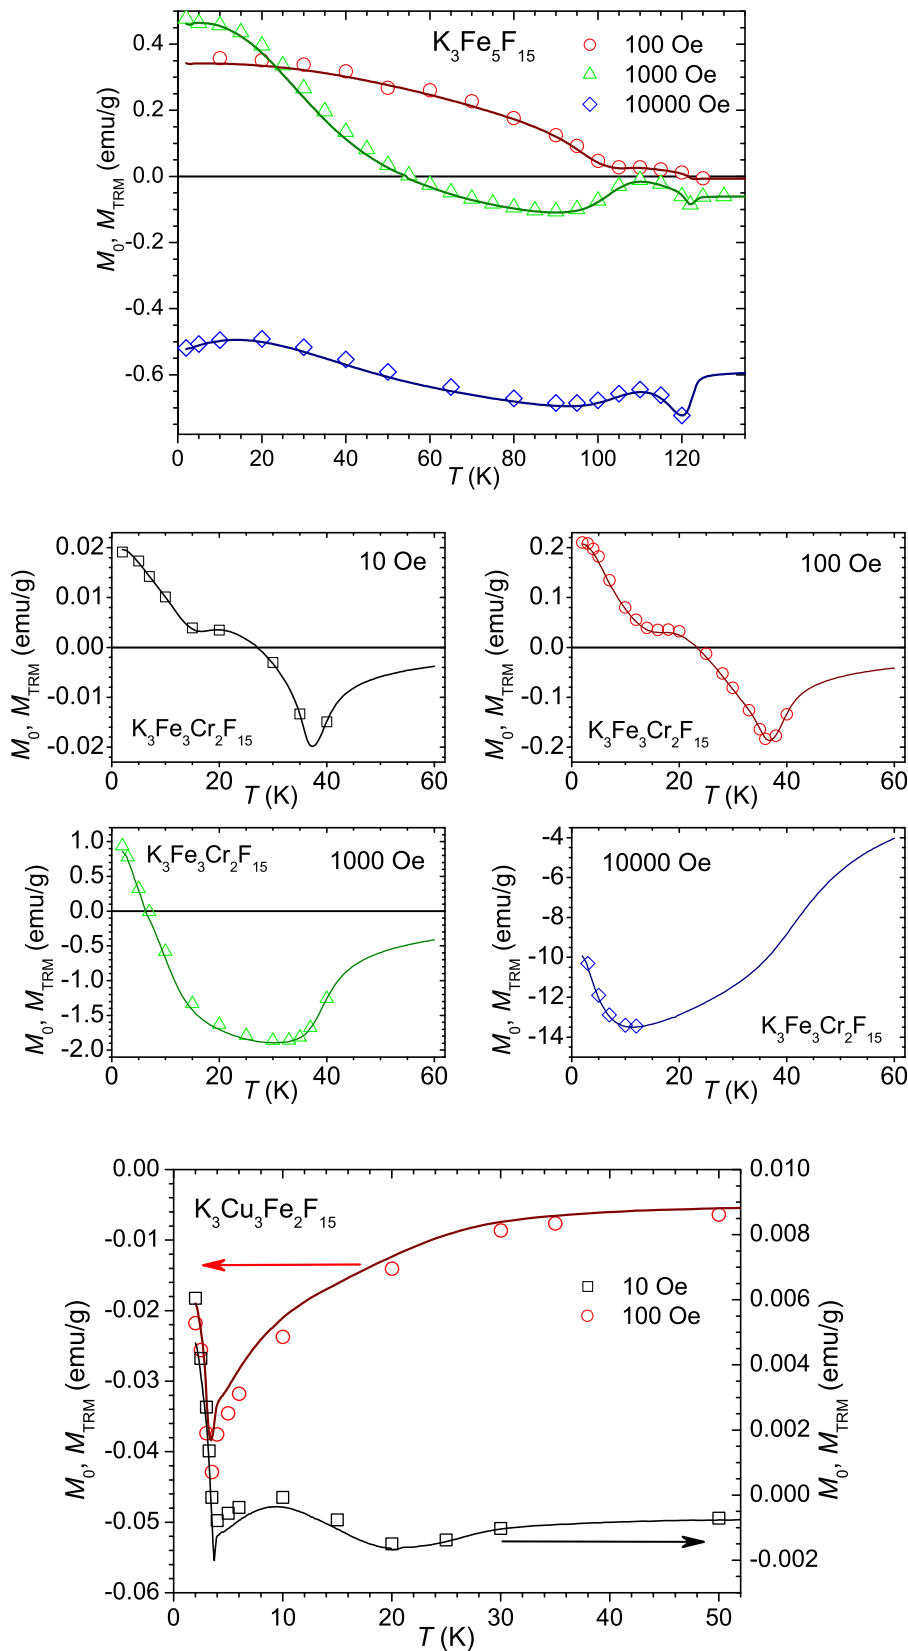 K3Fe5F15
100 Oe
1000 Oe
10000 Oe
M0, MTRM (emu/g)
0.4
0.2
0.0
-0.2
-0.4
-0.6
0 20 40 60 80 100 120
T (K)
10 Oe
K3Fe3Cr2F15
M0, MTRM (emu/g)
0.02
0.01
0.00
-0.01
-0.02
0 20 40 60
T (K)
100 Oe
K3Fe3Cr2F15
M0, MTRM (emu/g)
0.2
0.1
0.0
-0.1
-0.2
0 20 40 60
T (K)
K3Fe3Cr2F15
1000 Oe
M0, MTRM (emu/g)
1.0
0.5
0.0
-0.5
-1.0
-1.5
-2.0
0 20 40 60
T (K)
10000 Oe
K3Fe3Cr2F15
M0, MTRM (emu/g)
-4
-6
-8
-10
-12
-14
0 20 40 60
T (K)
K3Cu3Fe2F15
10 Oe
100 Oe
M0, MTRM (emu/g)
0.00
-0.01
-0.02
-0.03
-0.04
-0.05
-0.06
0 10 20 30 40 50
T (K)
0.010
0.008
0.006
0.004
0.002
0.000
-0.002
M0, MTRM (emu/g)